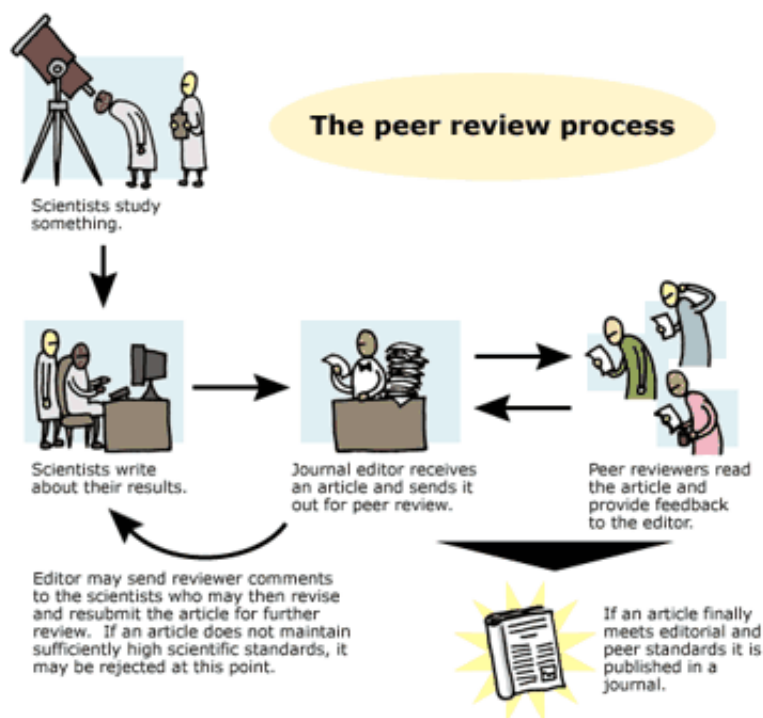 The peer review process
Scientists study
something.
Scientists write
about their results.
Journal editor receives
an article and sends it
out for peer review.
Peer reviewers read
the article and
provide feedback
to the editor.
Editor may send reviewer comments
to the scientists who may then revise
and resubmit the article for further
review.  If an article does not maintain
sufficiently high scientific standards, it
may be rejected at this point.
If an article finally
meets editorial and
peer standards it is
published in a
journal.